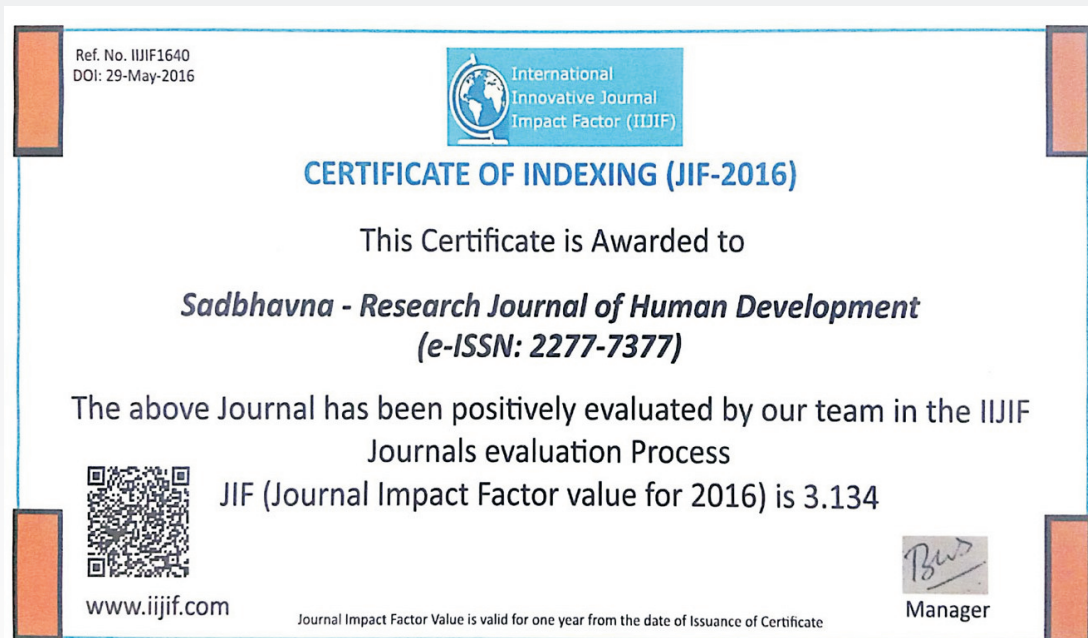 Ref. No. IIJIF1640
DOI: 29-May-2016
International
Innovative Journal
Impact Factor (IIJIF)
CERTIFICATE OF INDEXING (JIF-2016)
This Certificate is Awarded to
Sadbhavna - Research Journal of Human Development
(e-ISSN: 2277-7377)
The above Journal has been positively evaluated by our team in the IIJIF
Journals evaluation Process
JIF (Journal Impact Factor value for 2016) is 3.134
www.iijif.com
Journal Impact Factor Value is valid for one year from the date of Issuance of Certificate
Manager